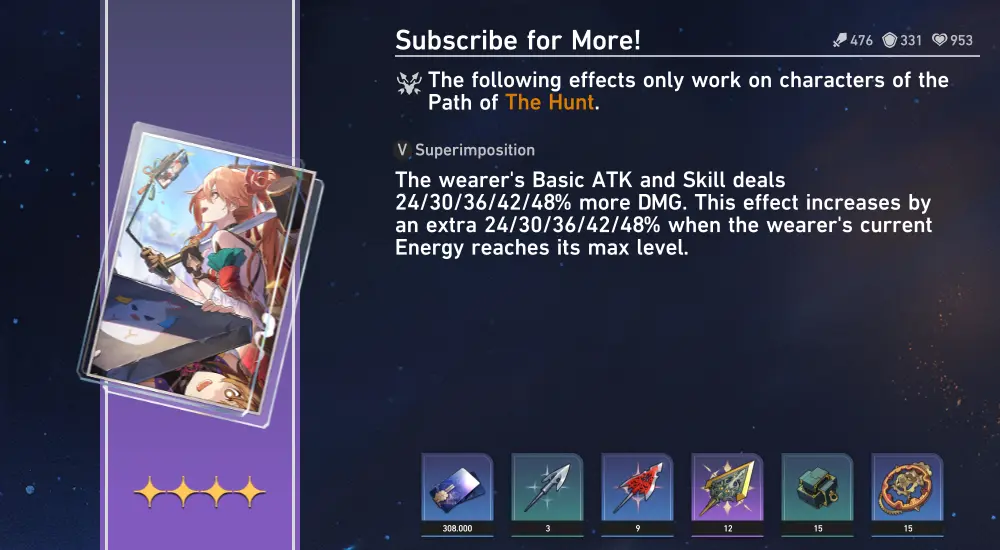 Subscribe for More!
476 331 953
The following effects only work on characters of the
Path of The Hunt.
V Superimposition
The wearer's Basic ATK and Skill deals
24/30/36/42/48% more DMG. This effect increases by
an extra 24/30/36/42/48% when the wearer's current
Energy reaches its max level.
308.000 3 9 12 15 15